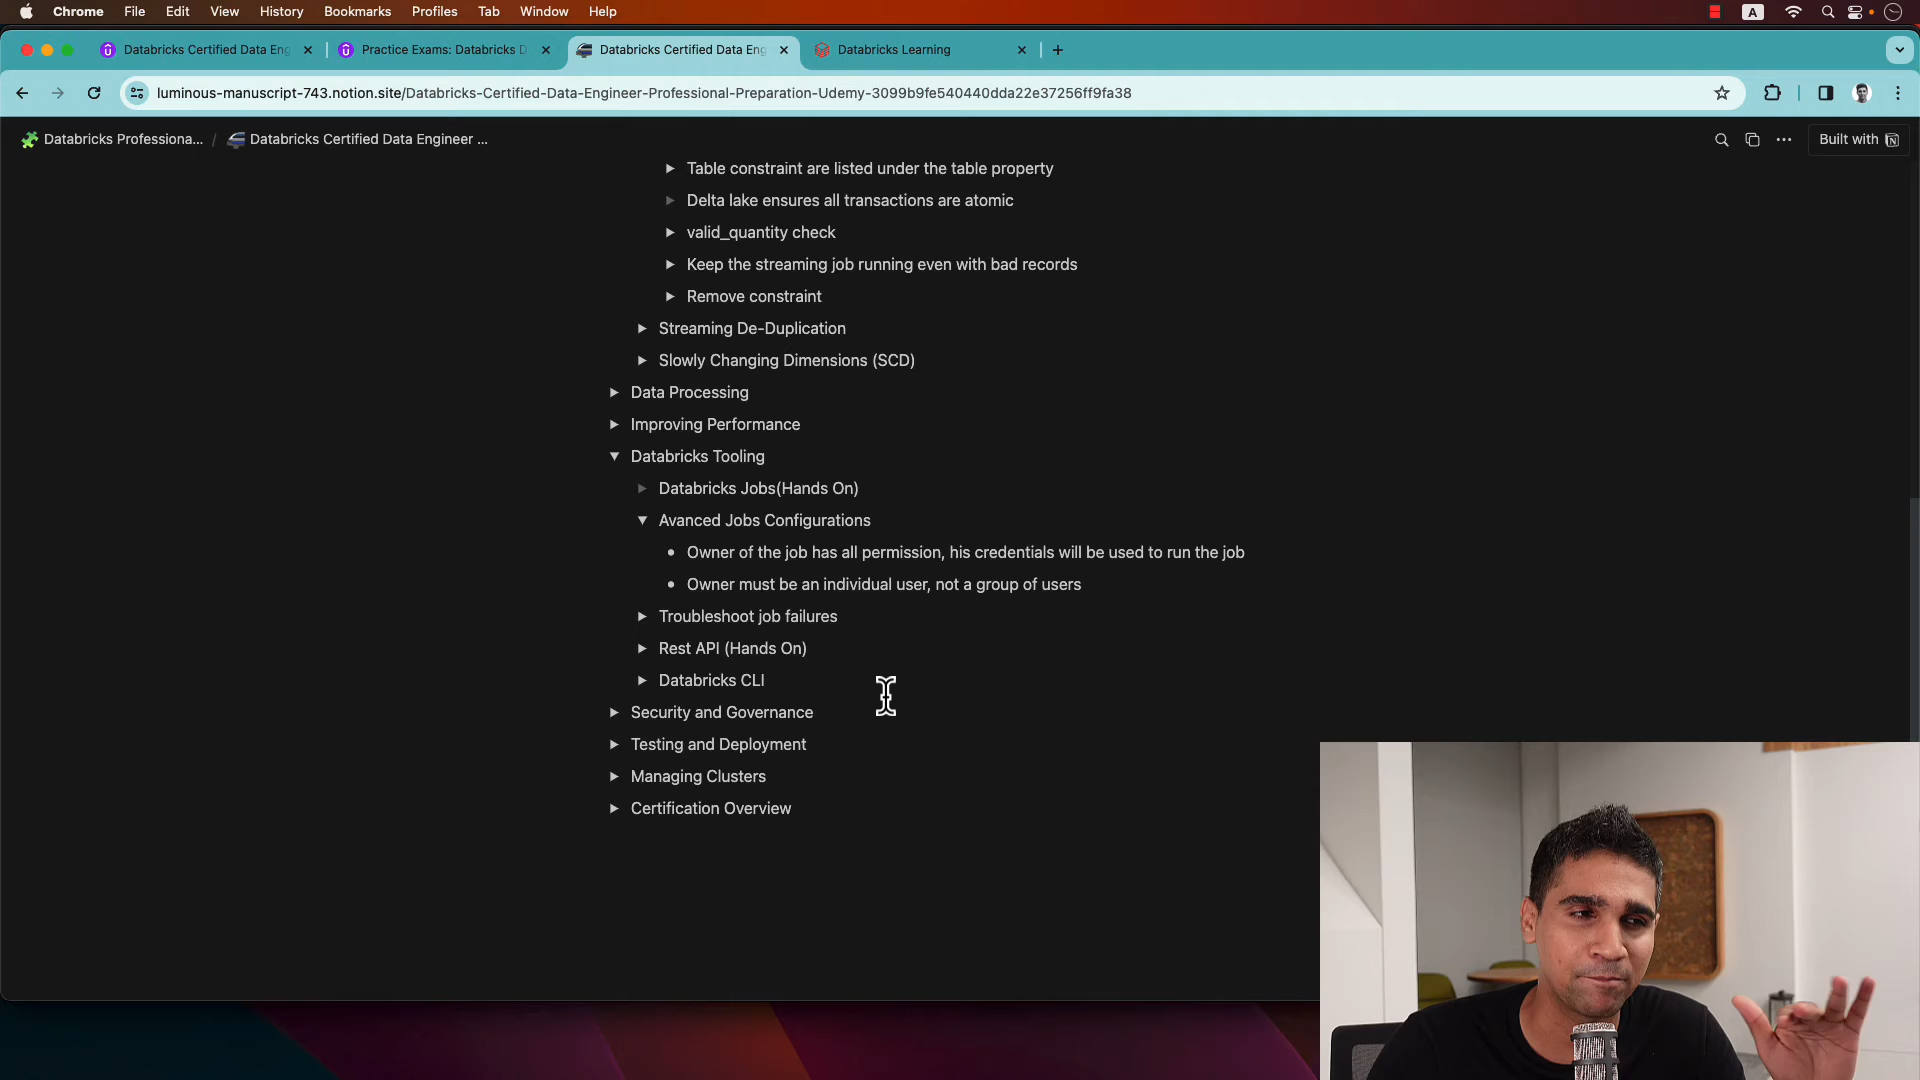 Chrome File Edit View History Bookmarks Profiles Tab Window Help A
Databricks Certified Data Eng
Practice Exams: Databricks D
Databricks Certified Data Eng
Databricks Learning
luminous-manuscript-743.notion.site/Databricks-Certified-Data-Engineer-Professional-Preparation-Udemy-3099b9fe540440dda22e37256ff9fa38
Databricks Professiona... / Databricks Certified Data Engineer ...
Built with
Table constraint are listed under the table property
Delta lake ensures all transactions are atomic
valid_quantity check
Keep the streaming job running even with bad records
Remove constraint
Streaming De-Duplication
Slowly Changing Dimensions (SCD)
Data Processing
Improving Performance
Databricks Tooling
Databricks Jobs(Hands On)
Avanced Jobs Configurations
Owner of the job has all permission, his credentials will be used to run the job
Owner must be an individual user, not a group of users
Troubleshoot job failures
Rest API (Hands On)
Databricks CLI
Security and Governance
Testing and Deployment
Managing Clusters
Certification Overview